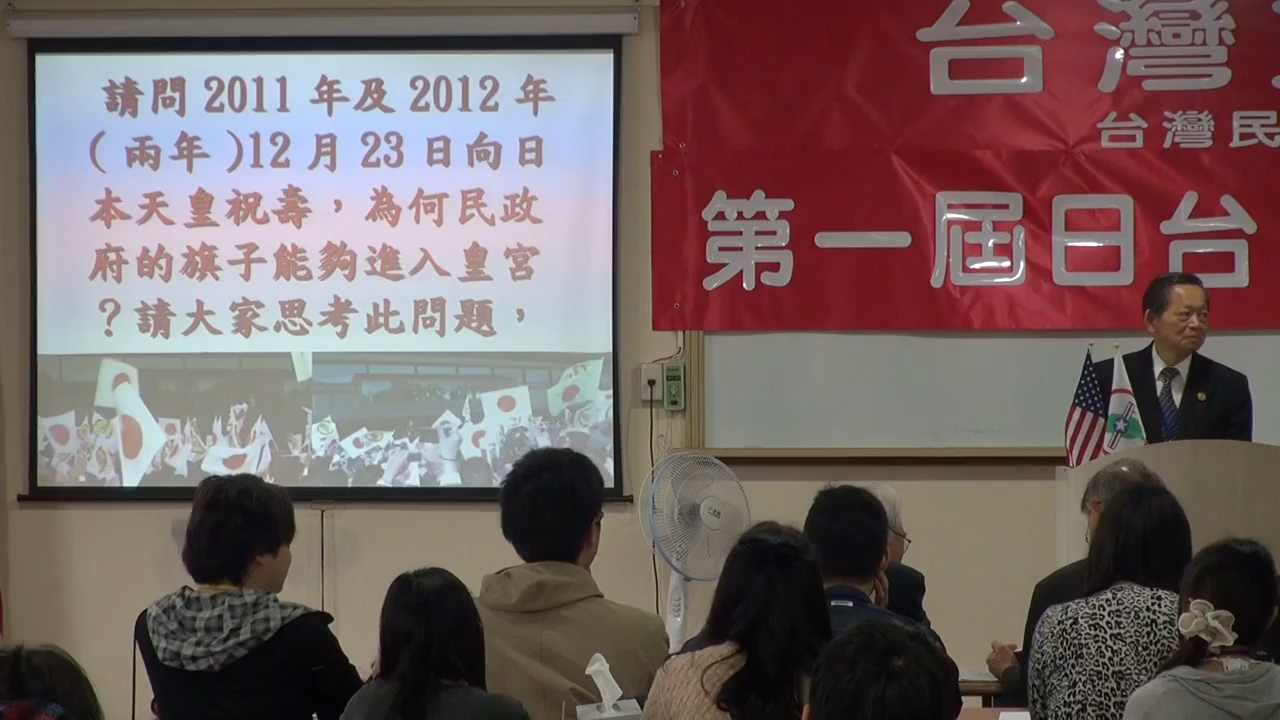 請問 2011 年及 2012 年
( 兩年 )12 月 23 日向日
本天皇祝壽，為何民政
府的旗子能夠進入皇宮
？請大家思考此問題，
台灣
台灣民
第一屆日台